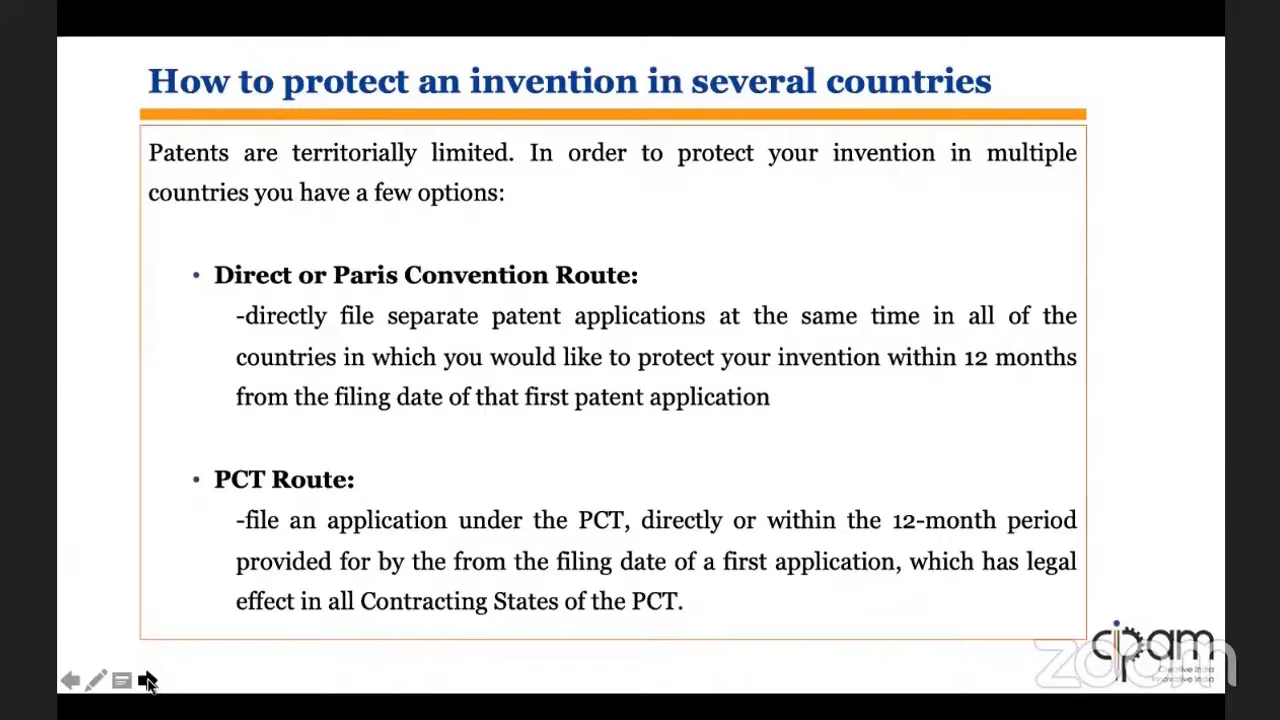 How to protect an invention in several countries
Patents are territorially limited. In order to protect your invention in multiple
countries you have a few options:
• Direct or Paris Convention Route:
-directly file separate patent applications at the same time in all of the
countries in which you would like to protect your invention within 12 months
from the filing date of that first patent application
• PCT Route:
-file an application under the PCT, directly or within the 12-month period
provided for by the from the filing date of a first application, which has legal
effect in all Contracting States of the PCT.
cipam
zoom
Creative India
Innovative India